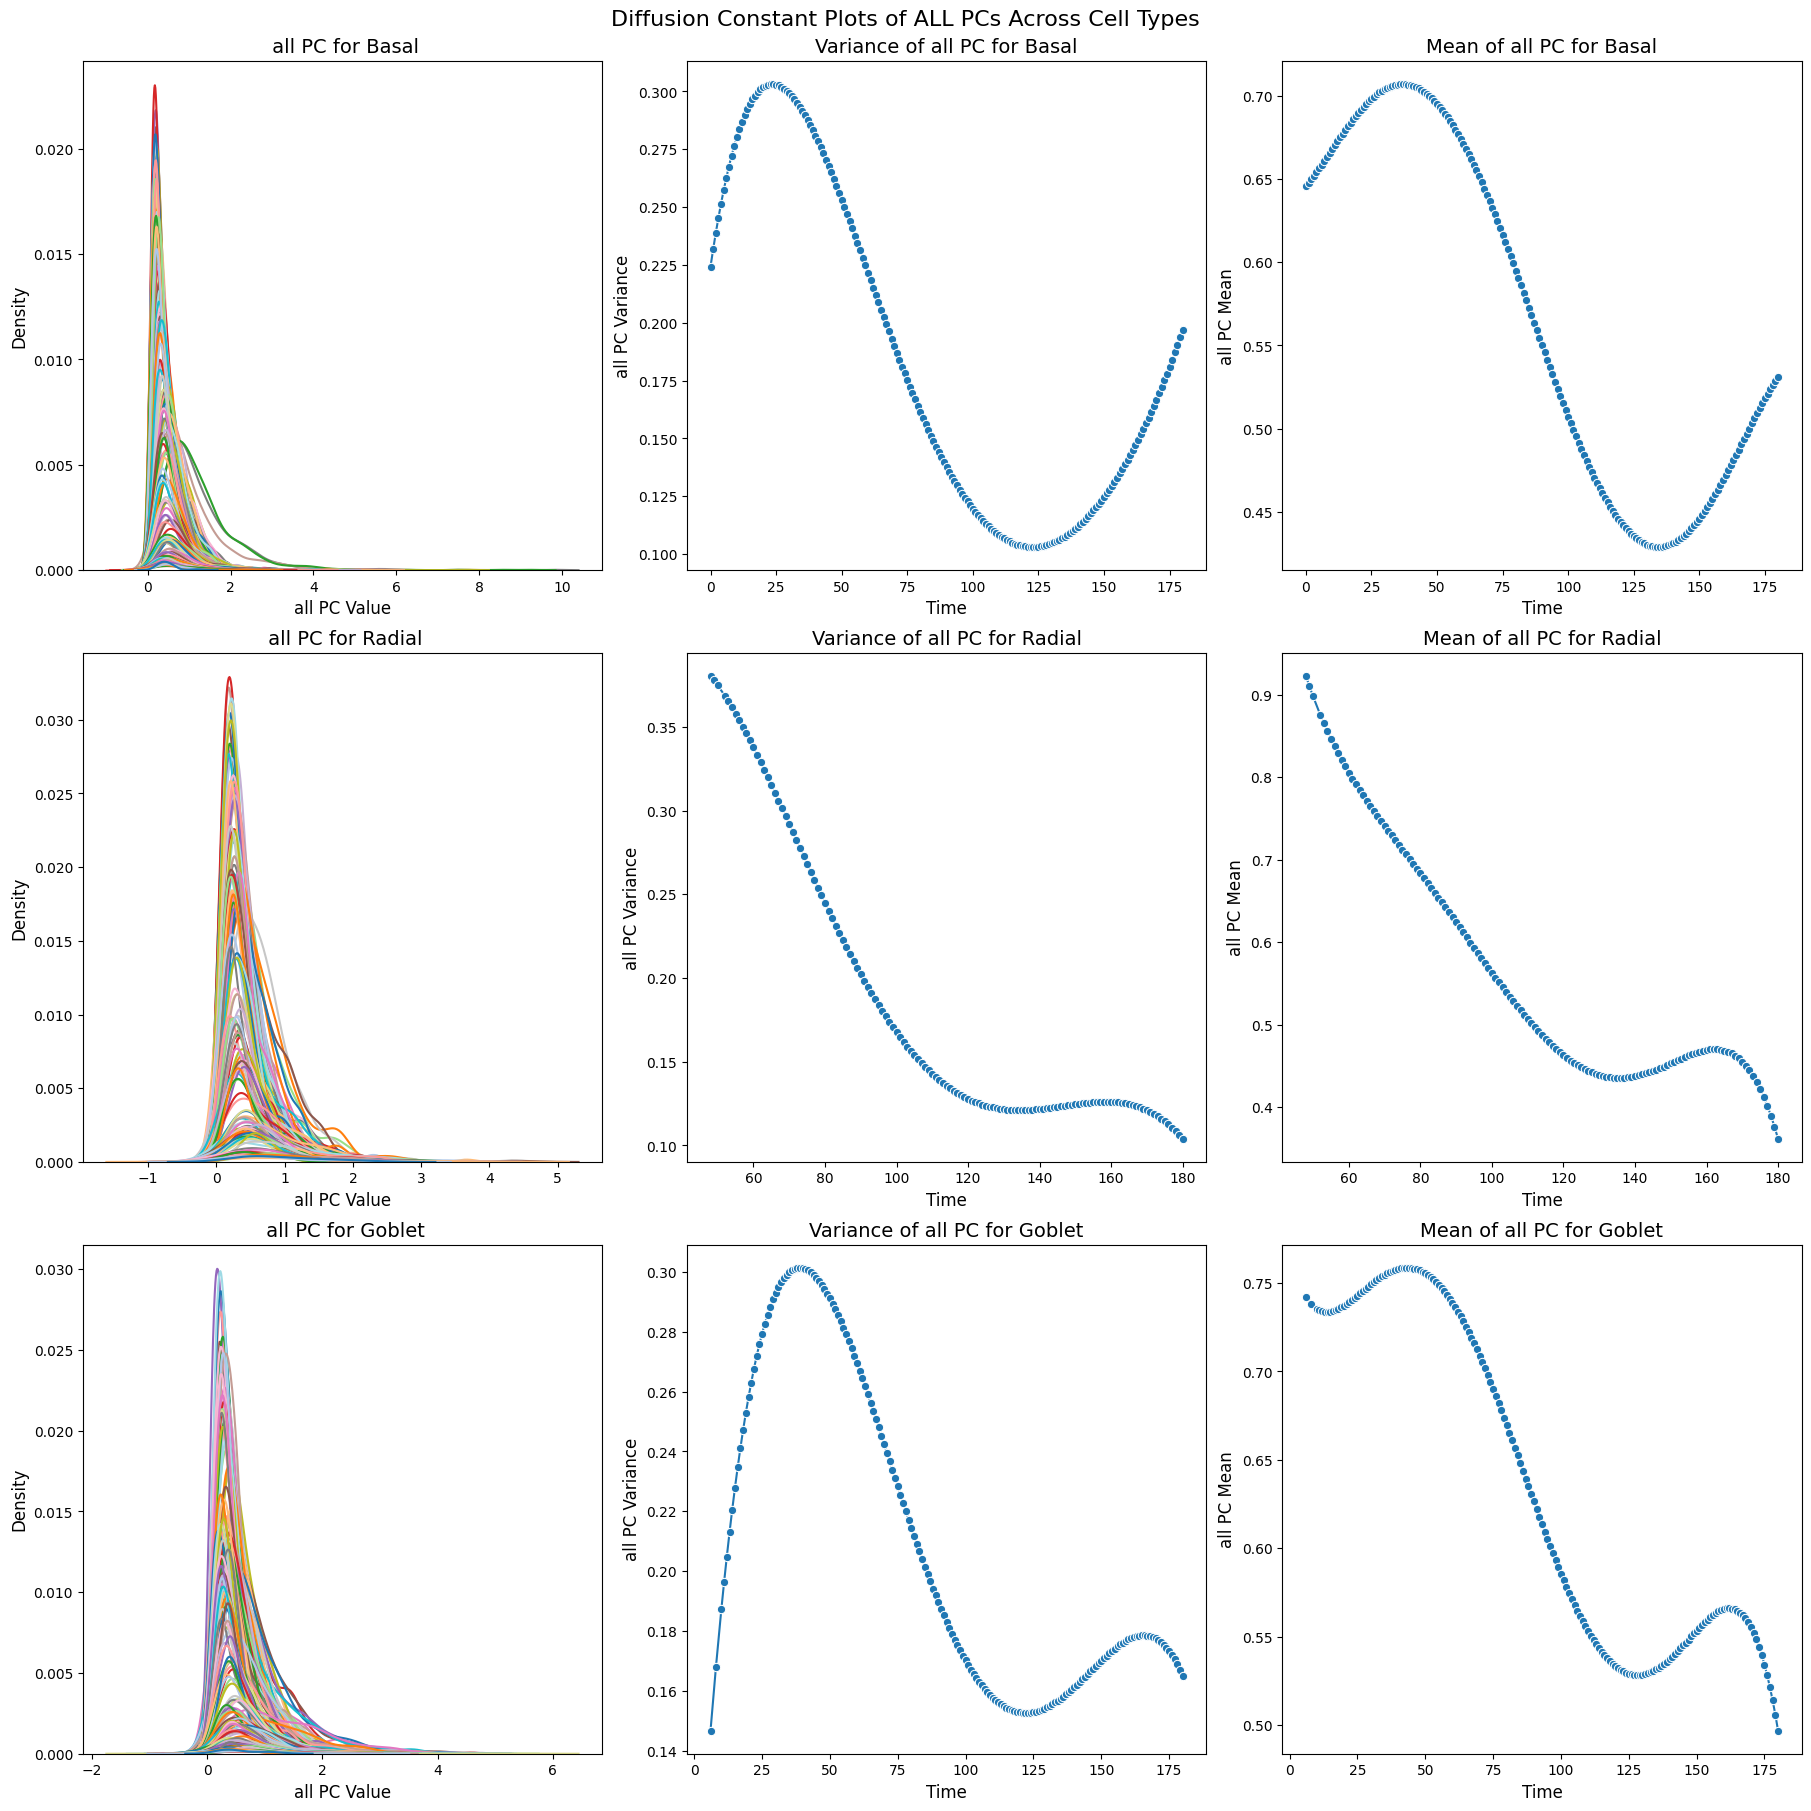 Diffusion Constant Plots of ALL PCs Across Cell Types
all PC for Basal
Density
0.020
0.015
0.010
0.005
0.000
0 2 4 6 8 10
all PC Value
Variance of all PC for Basal
all PC Variance
0.300
0.275
0.250
0.225
0.200
0.175
0.150
0.125
0.100
0 25 50 75 100 125 150 175
Time
Mean of all PC for Basal
all PC Mean
0.70
0.65
0.60
0.55
0.50
0.45
0 25 50 75 100 125 150 175
Time
all PC for Radial
Density
0.030
0.025
0.020
0.015
0.010
0.005
0.000
−1 0 1 2 3 4 5
all PC Value
Variance of all PC for Radial
all PC Variance
0.35
0.30
0.25
0.20
0.15
0.10
60 80 100 120 140 160 180
Time
Mean of all PC for Radial
all PC Mean
0.9
0.8
0.7
0.6
0.5
0.4
60 80 100 120 140 160 180
Time
all PC for Goblet
Density
0.030
0.025
0.020
0.015
0.010
0.005
0.000
−2 0 2 4 6
all PC Value
Variance of all PC for Goblet
all PC Variance
0.30
0.28
0.26
0.24
0.22
0.20
0.18
0.16
0.14
0 25 50 75 100 125 150 175
Time
Mean of all PC for Goblet
all PC Mean
0.75
0.70
0.65
0.60
0.55
0.50
0 25 50 75 100 125 150 175
Time